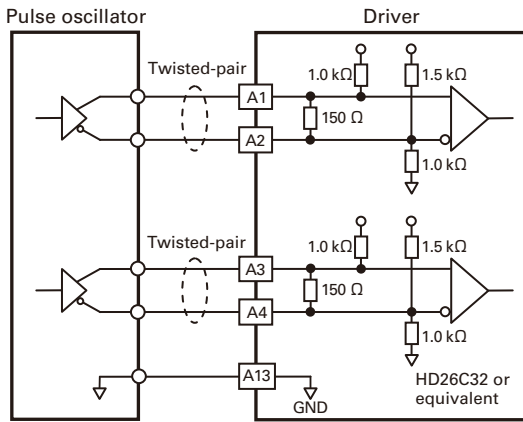 Pulse oscillator
Driver
Twisted-pair
1.0 kΩ
1.5 kΩ
A1
150 Ω
A2
1.0 kΩ
Twisted-pair
1.0 kΩ
1.5 kΩ
A3
150 Ω
A4
1.0 kΩ
A13
GND
HD26C32 or
equivalent